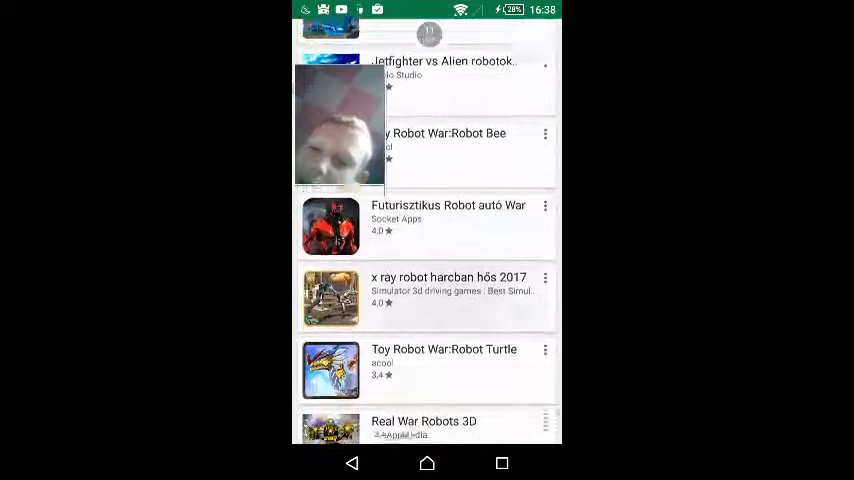 28% 16:38
Jetfighter vs Alien robotok..
io Studio
y Robot War:Robot Bee
ol
Futurisztikus Robot autó War
Socket Apps
4,0★
x ray robot harcban hős 2017
Simulator 3d driving games : Best Simul..
4,0★
Toy Robot War:Robot Turtle
acool
3,4★
Real War Robots 3D